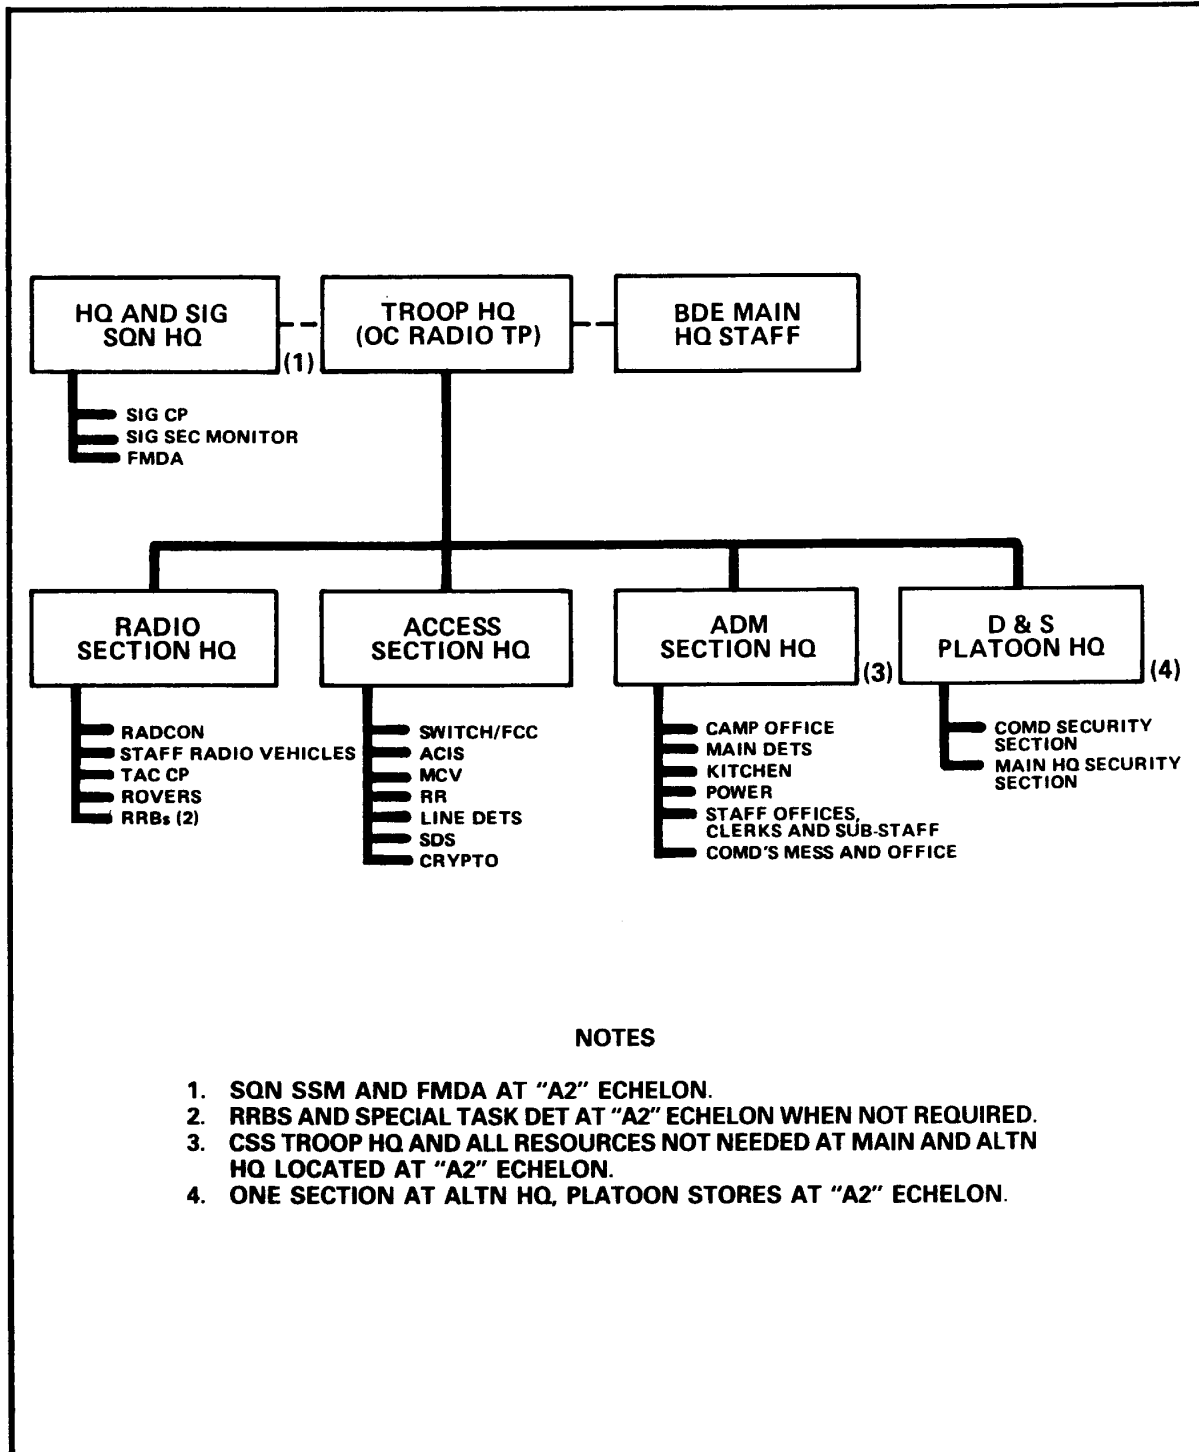 HQ AND SIG
SQN HQ
(1)
TROOP HQ
(OC RADIO TP)
BDE MAIN
HQ STAFF
SIG CP
SIG SEC MONITOR
FMDA
RADIO
SECTION HQ
RADCON
STAFF RADIO VEHICLES
TAC CP
ROVERS
RRBs (2)
ACCESS
SECTION HQ
SWITCH/FCC
ACIS
MCV
RR
LINE DETS
SDS
CRYPTO
ADM
SECTION HQ
(3)
CAMP OFFICE
MAIN DETS
KITCHEN
POWER
STAFF OFFICES,
CLERKS AND SUB-STAFF
COMD'S MESS AND OFFICE
D & S
PLATOON HQ
(4)
COMD SECURITY
SECTION
MAIN HQ SECURITY
SECTION
NOTES
1. SQN SSM AND FMDA AT "A2" ECHELON.
2. RRBS AND SPECIAL TASK DET AT "A2" ECHELON WHEN NOT REQUIRED.
3. CSS TROOP HQ AND ALL RESOURCES NOT NEEDED AT MAIN AND ALTN
HQ LOCATED AT "A2" ECHELON.
4. ONE SECTION AT ALTN HQ, PLATOON STORES AT "A2" ECHELON.